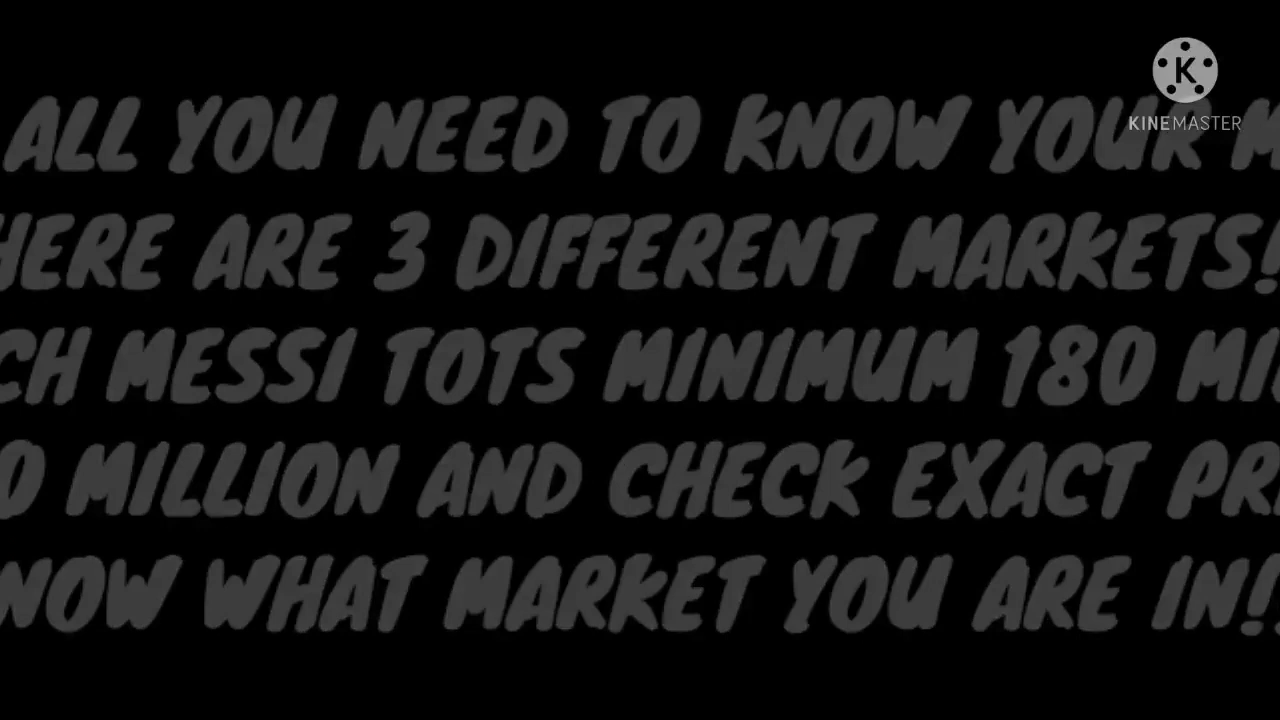 ALL YOU NEED TO KNOW YOUR
ARE 3 DIFFERENT MARKETS!
MESSI TOTS MINIMUM 180
MILLION AND CHECK EXACT
WHAT MARKET YOU ARE IN!
KINEMASTER